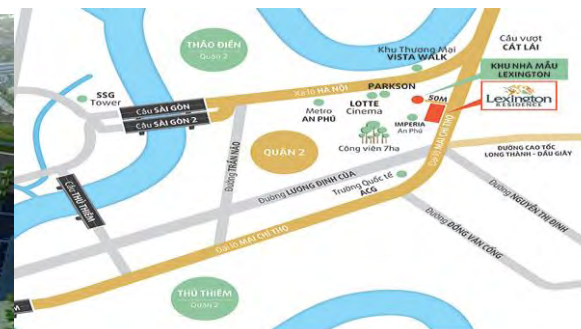 THẢO ĐIỀN
Quận 2
Khu Thương Mại
VISTA WALK
Cầu vượt
CÁT LÁI
KHU NHÀ MẪU
LEXINGTON
SSG
Tower
Cầu SÀI GÒN
Cầu SÀI GÒN 2
Xa lộ HÀ NỘI
PARKSON
50M
Lexington
RESIDENCE
Metro
AN PHÚ
LOTTE
Cinema
IMPERIA
An Phú
Công viên 7ha
QUẬN 2
Đường TRẦN NÃO
Đại lộ MAI CHÍ THỌ
ĐƯỜNG CAO TỐC
LONG THÀNH - DẦU GIÂY
Cầu THỦ THIÊM
Đường LƯƠNG ĐỊNH CỦA
Trường Quốc tế
ACG
Đường NGUYỄN THỊ ĐỊNH
Đường ĐỒNG VĂN CỐNG
Đại lộ MAI CHÍ THỌ
THỦ THIÊM
Quận 2